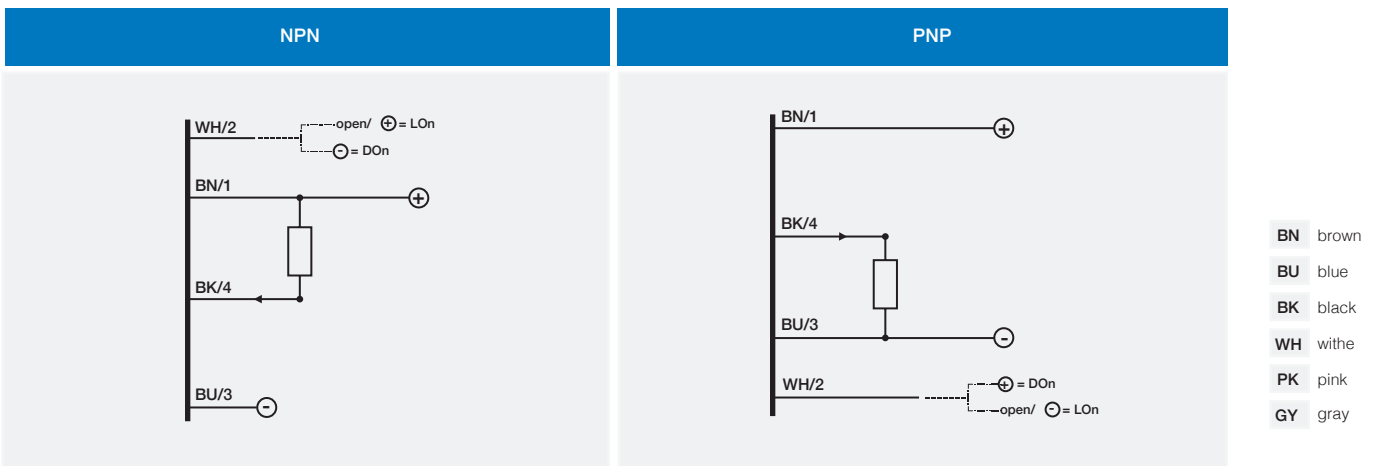 NPN
PNP
WH/2
open/ + = LOn
- = DOn
BN/1
+
BK/4
BU/3
-
BN/1
+
BK/4
BU/3
-
WH/2
+ = DOn
open/ - = LOn
BN brown
BU blue
BK black
WH withe
PK pink
GY gray